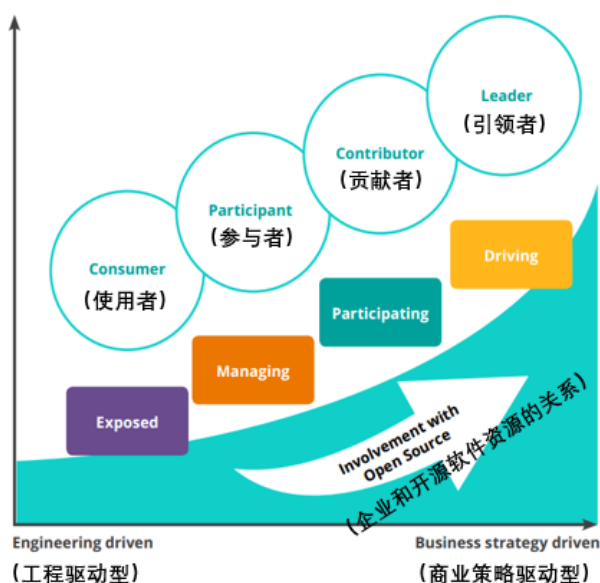 Leader
(引领者)
Contributor
(贡献者)
Participant
(参与者)
Consumer
(使用者)
Driving
Participating
Managing
Exposed
Involvement with
Open Source
(企业和开源软件资源的关系)
Engineering driven
(工程驱动型)
Business strategy driven
(商业策略驱动型)